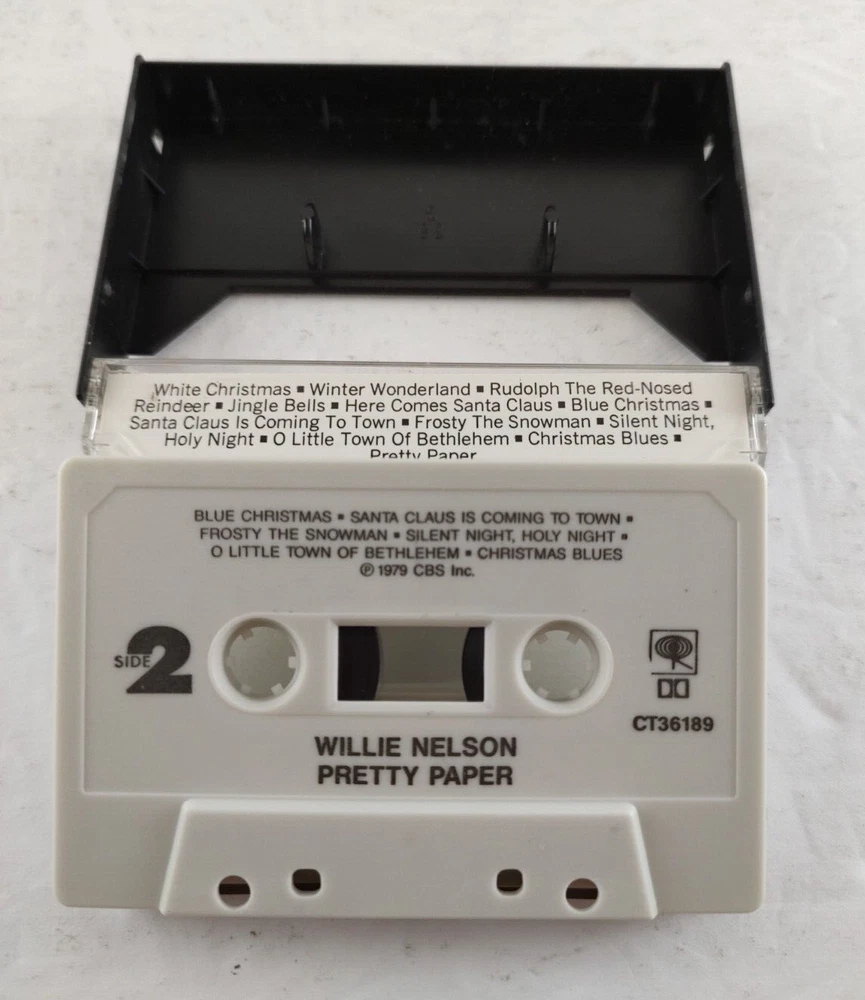 White Christmas ▪ Winter Wonderland ▪ Rudolph The Red-Nosed
Reindeer ▪ Jingle Bells ▪ Here Comes Santa Claus ▪ Blue Christmas ▪
Santa Claus Is Coming To Town ▪ Frosty The Snowman ▪ Silent Night,
Holy Night ▪ O Little Town Of Bethlehem ▪ Christmas Blues ▪
Pretty Paper
BLUE CHRISTMAS ▪ SANTA CLAUS IS COMING TO TOWN ▪
FROSTY THE SNOWMAN ▪ SILENT NIGHT, HOLY NIGHT ▪
O LITTLE TOWN OF BETHLEHEM ▪ CHRISTMAS BLUES
℗ 1979 CBS Inc.
SIDE 2
CT36189
WILLIE NELSON
PRETTY PAPER